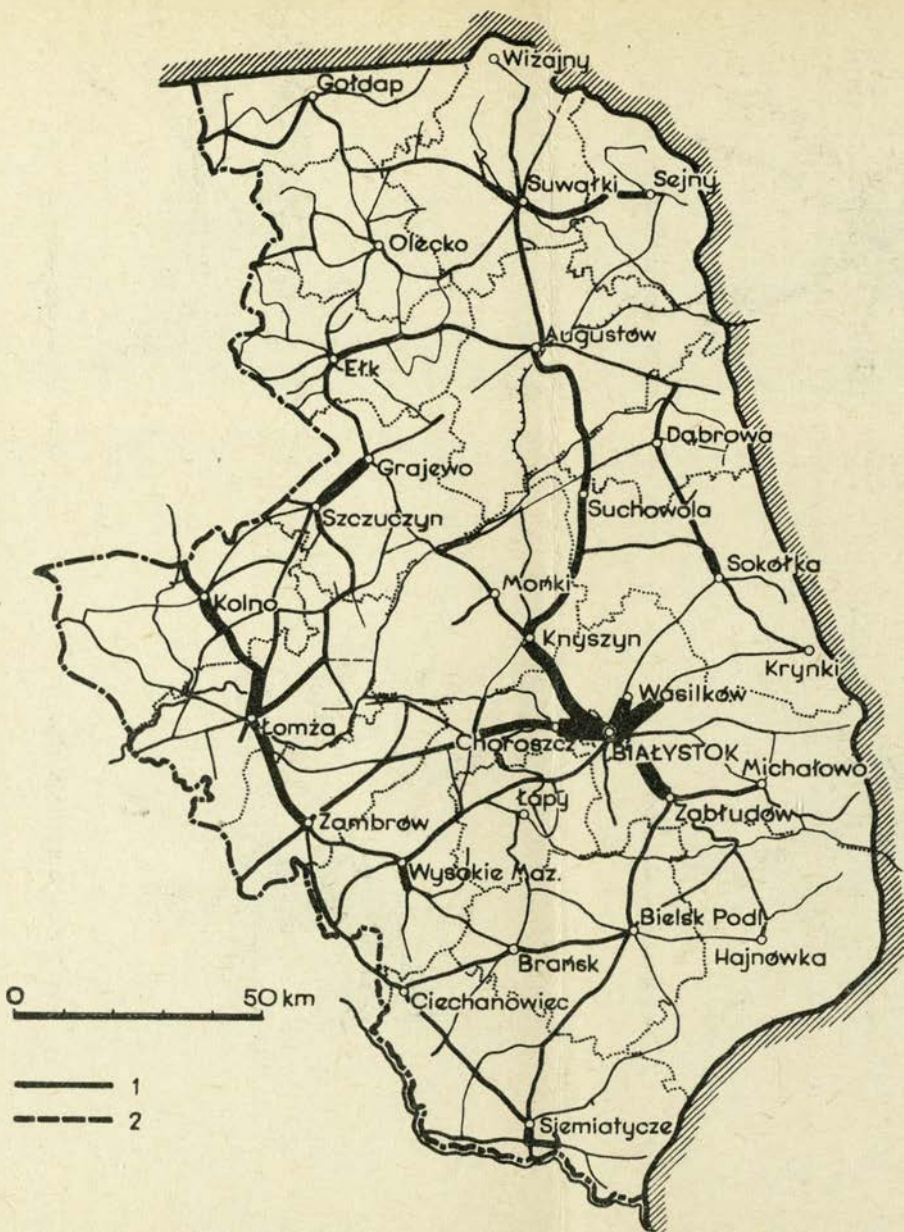 Wiżajny
Gołdap
Suwałki
Sejny
Olecko
Augustów
Ełk
Dąbrowa
Grajewo
Suchowola
Szczuczyn
Sokółka
Mońki
Kolno
Knyszyn
Krynki
Wasilków
Łomża
Choroszcz
BIAŁYSTOK
Michałowo
Łapy
Zabłudów
Zambrów
Wysokie Maz.
Bielsk Podl.
Hajnówka
Brańsk
Ciechanowiec
0 50 km
1
2
Siemiatycze